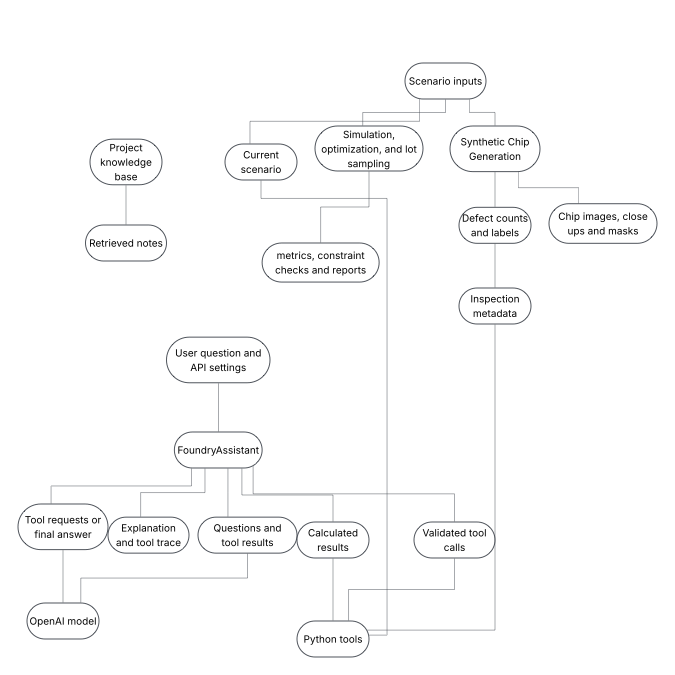 Scenario inputs
Project
knowledge
base
Current
scenario
Simulation,
optimization, and lot
sampling
Synthetic Chip
Generation
Retrieved notes
Defect counts
and labels
Chip images, close
ups and masks
metrics, constraint
checks and reports
Inspection
metadata
User question and
API settings
FoundryAssistant
Tool requests or
final answer
Explanation
and tool trace
Questions and
tool results
Calculated
results
Validated tool
calls
OpenAI model
Python tools